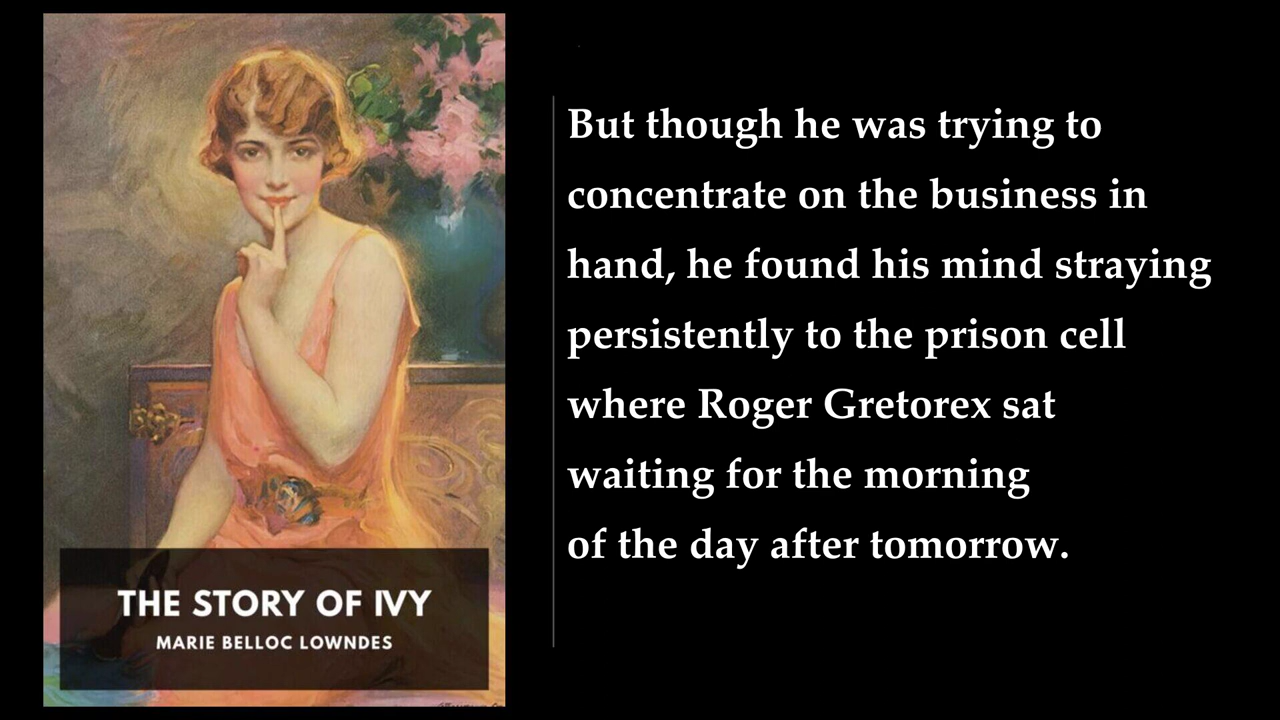 THE STORY OF IVY
MARIE BELLOC LOWNDES
But though he was trying to
concentrate on the business in
hand, he found his mind straying
persistently to the prison cell
where Roger Gretorex sat
waiting for the morning
of the day after tomorrow.